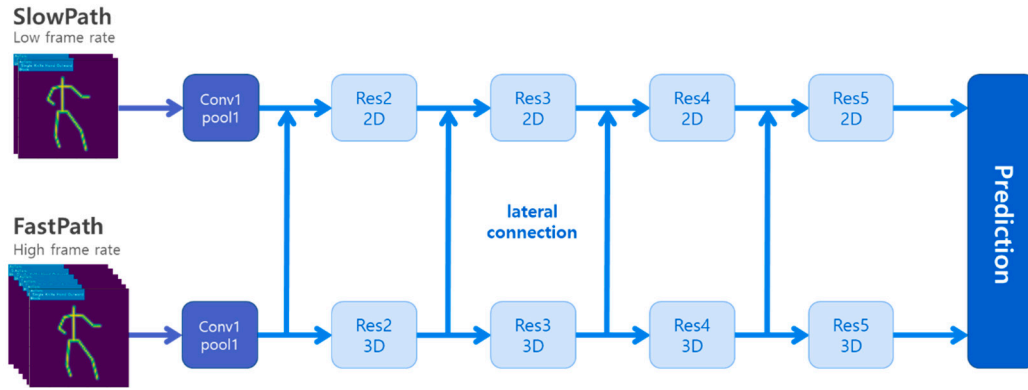 SlowPath
Low frame rate
Conv1
pool1
Res2
2D
Res3
2D
Res4
2D
Res5
2D
Prediction
lateral
connection
FastPath
High frame rate
Conv1
pool1
Res2
3D
Res3
3D
Res4
3D
Res5
3D